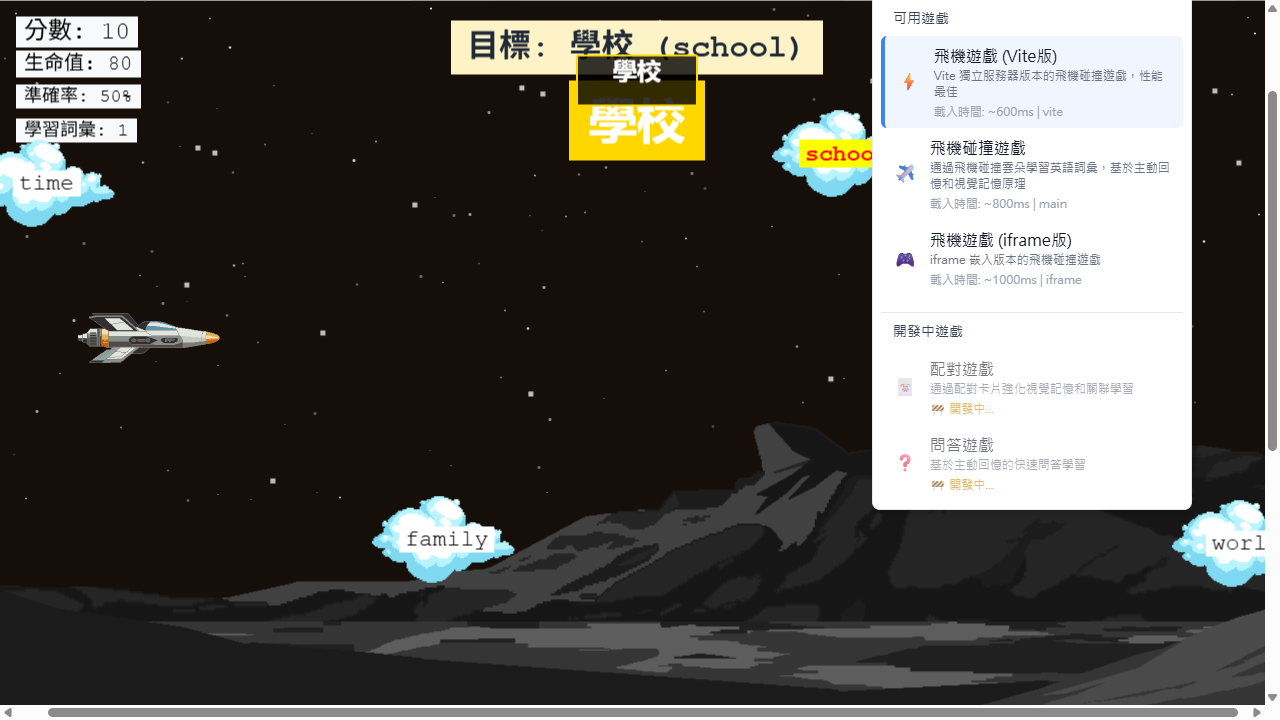 分數: 10
生命值: 80
準確率: 50%
學習詞彙: 1
目標: 學校 (school)
學校
學校
time
schoo
family
worl
可用遊戲
飛機遊戲 (Vite版)
Vite 獨立服務器版本的飛機碰撞遊戲，性能
最佳
載入時間: ~600ms | vite
飛機碰撞遊戲
通過飛機碰撞雲朵學習英語詞彙，基於主動回
憶和視覺記憶原理
載入時間: ~800ms | main
飛機遊戲 (iframe版)
iframe 嵌入版本的飛機碰撞遊戲
載入時間: ~1000ms | iframe
開發中遊戲
配對遊戲
通過配對卡片強化視覺記憶和關聯學習
開發中...
問答遊戲
基於主動回憶的快速問答學習
開發中...